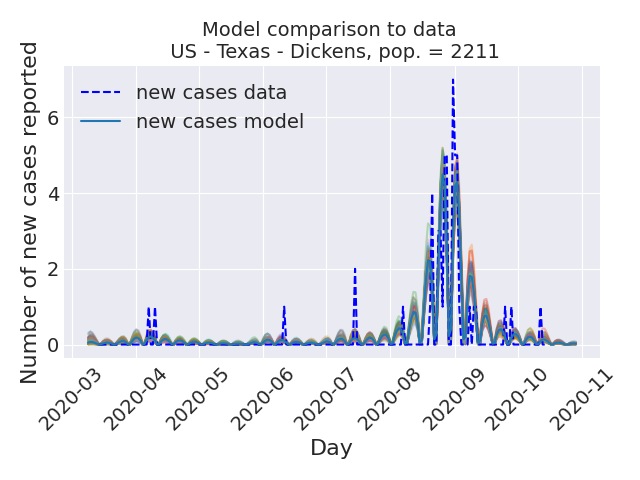 Model comparison to data
US - Texas - Dickens, pop. = 2211
Number of new cases reported
new cases data
new cases model
6
4
2
0
2020-03
2020-04
2020-05
2020-06
2020-07
2020-08
2020-09
2020-10
2020-11
Day